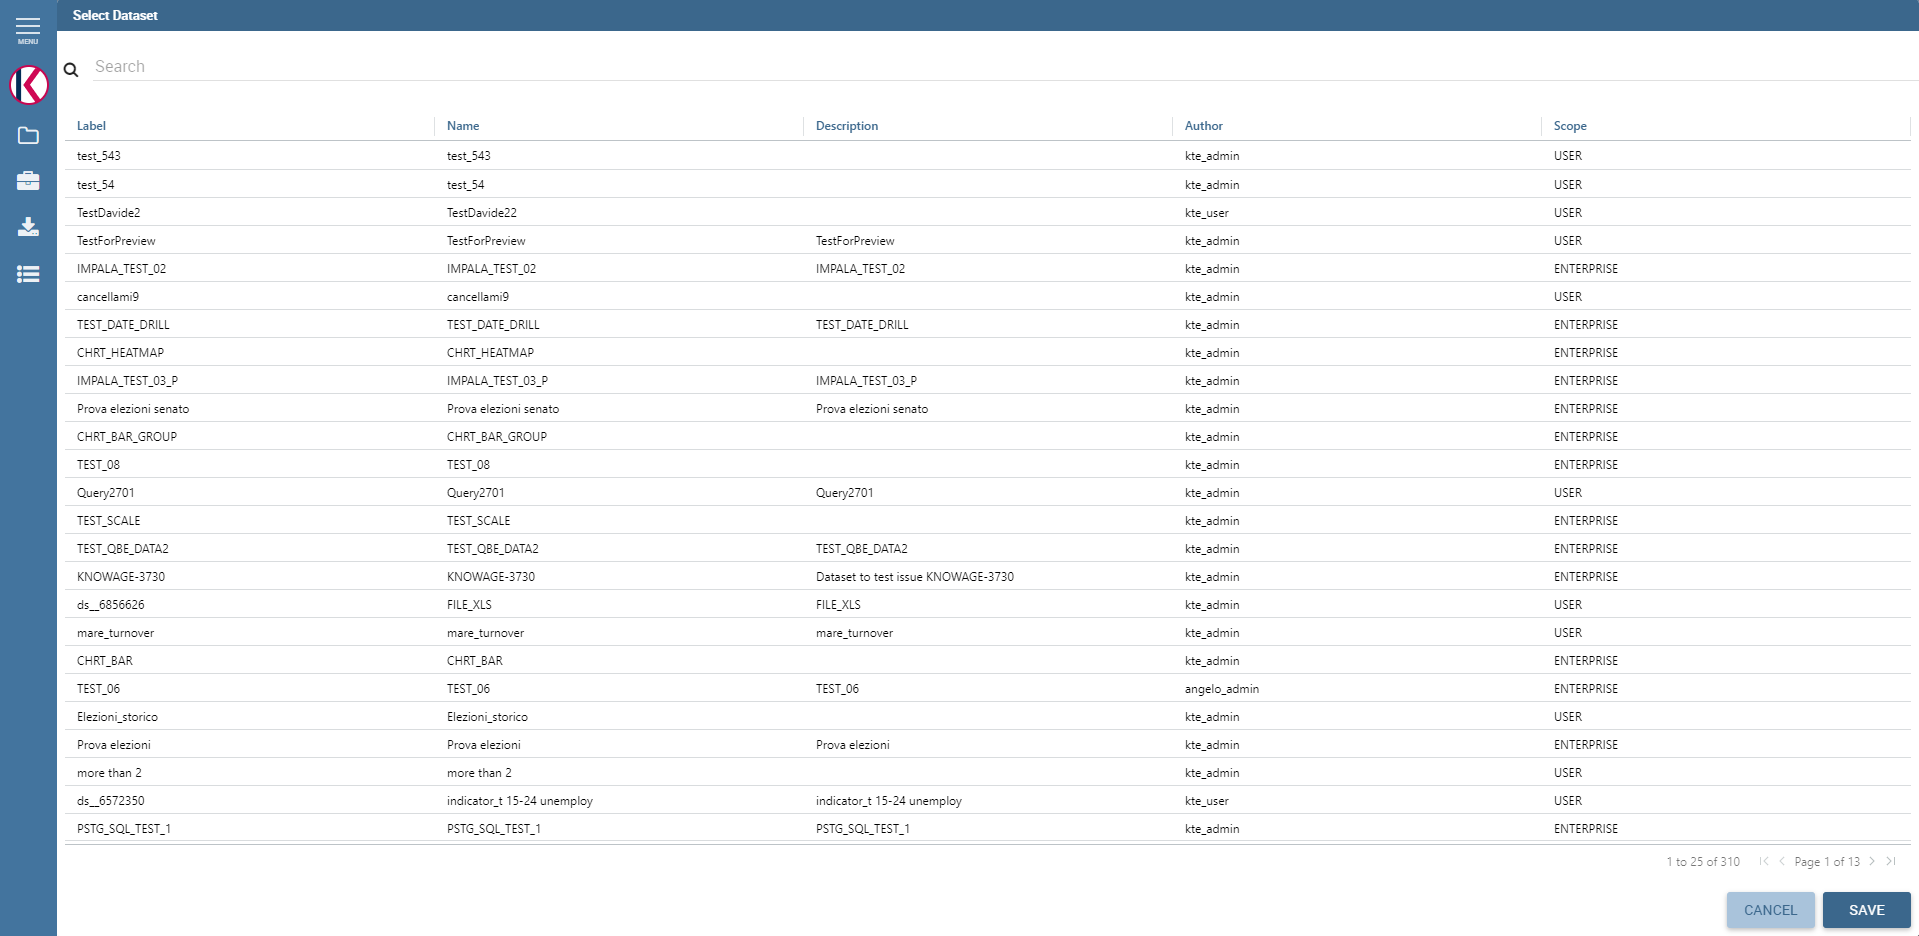 Select Dataset
MENU
Search
Label Name Description Author Scope
test_543 test_543 kte_admin USER
test_54 test_54 kte_admin USER
TestDavide2 TestDavide22 kte_user USER
TestForPreview TestForPreview TestForPreview kte_admin USER
IMPALA_TEST_02 IMPALA_TEST_02 IMPALA_TEST_02 kte_admin ENTERPRISE
cancellami9 cancellami9 kte_admin USER
TEST_DATE_DRILL TEST_DATE_DRILL TEST_DATE_DRILL kte_admin ENTERPRISE
CHRT_HEATMAP CHRT_HEATMAP kte_admin ENTERPRISE
IMPALA_TEST_03_P IMPALA_TEST_03_P IMPALA_TEST_03_P kte_admin ENTERPRISE
Prova elezioni senato Prova elezioni senato Prova elezioni senato kte_admin ENTERPRISE
CHRT_BAR_GROUP CHRT_BAR_GROUP kte_admin ENTERPRISE
TEST_08 TEST_08 kte_admin ENTERPRISE
Query2701 Query2701 Query2701 kte_admin USER
TEST_SCALE TEST_SCALE kte_admin ENTERPRISE
TEST_QBE_DATA2 TEST_QBE_DATA2 TEST_QBE_DATA2 kte_admin ENTERPRISE
KNOWAGE-3730 KNOWAGE-3730 Dataset to test issue KNOWAGE-3730 kte_admin ENTERPRISE
ds__6856626 FILE_XLS FILE_XLS kte_admin USER
mare_turnover mare_turnover mare_turnover kte_admin USER
CHRT_BAR CHRT_BAR kte_admin ENTERPRISE
TEST_06 TEST_06 TEST_06 angelo_admin ENTERPRISE
Elezioni_storico Elezioni_storico kte_admin USER
Prova elezioni Prova elezioni Prova elezioni kte_admin ENTERPRISE
more than 2 more than 2 kte_admin USER
ds__6572350 indicator_t 15-24 unemploy indicator_t 15-24 unemploy kte_user USER
PSTG_SQL_TEST_1 PSTG_SQL_TEST_1 PSTG_SQL_TEST_1 kte_admin ENTERPRISE
1 to 25 of 310 Page 1 of 13
CANCEL SAVE